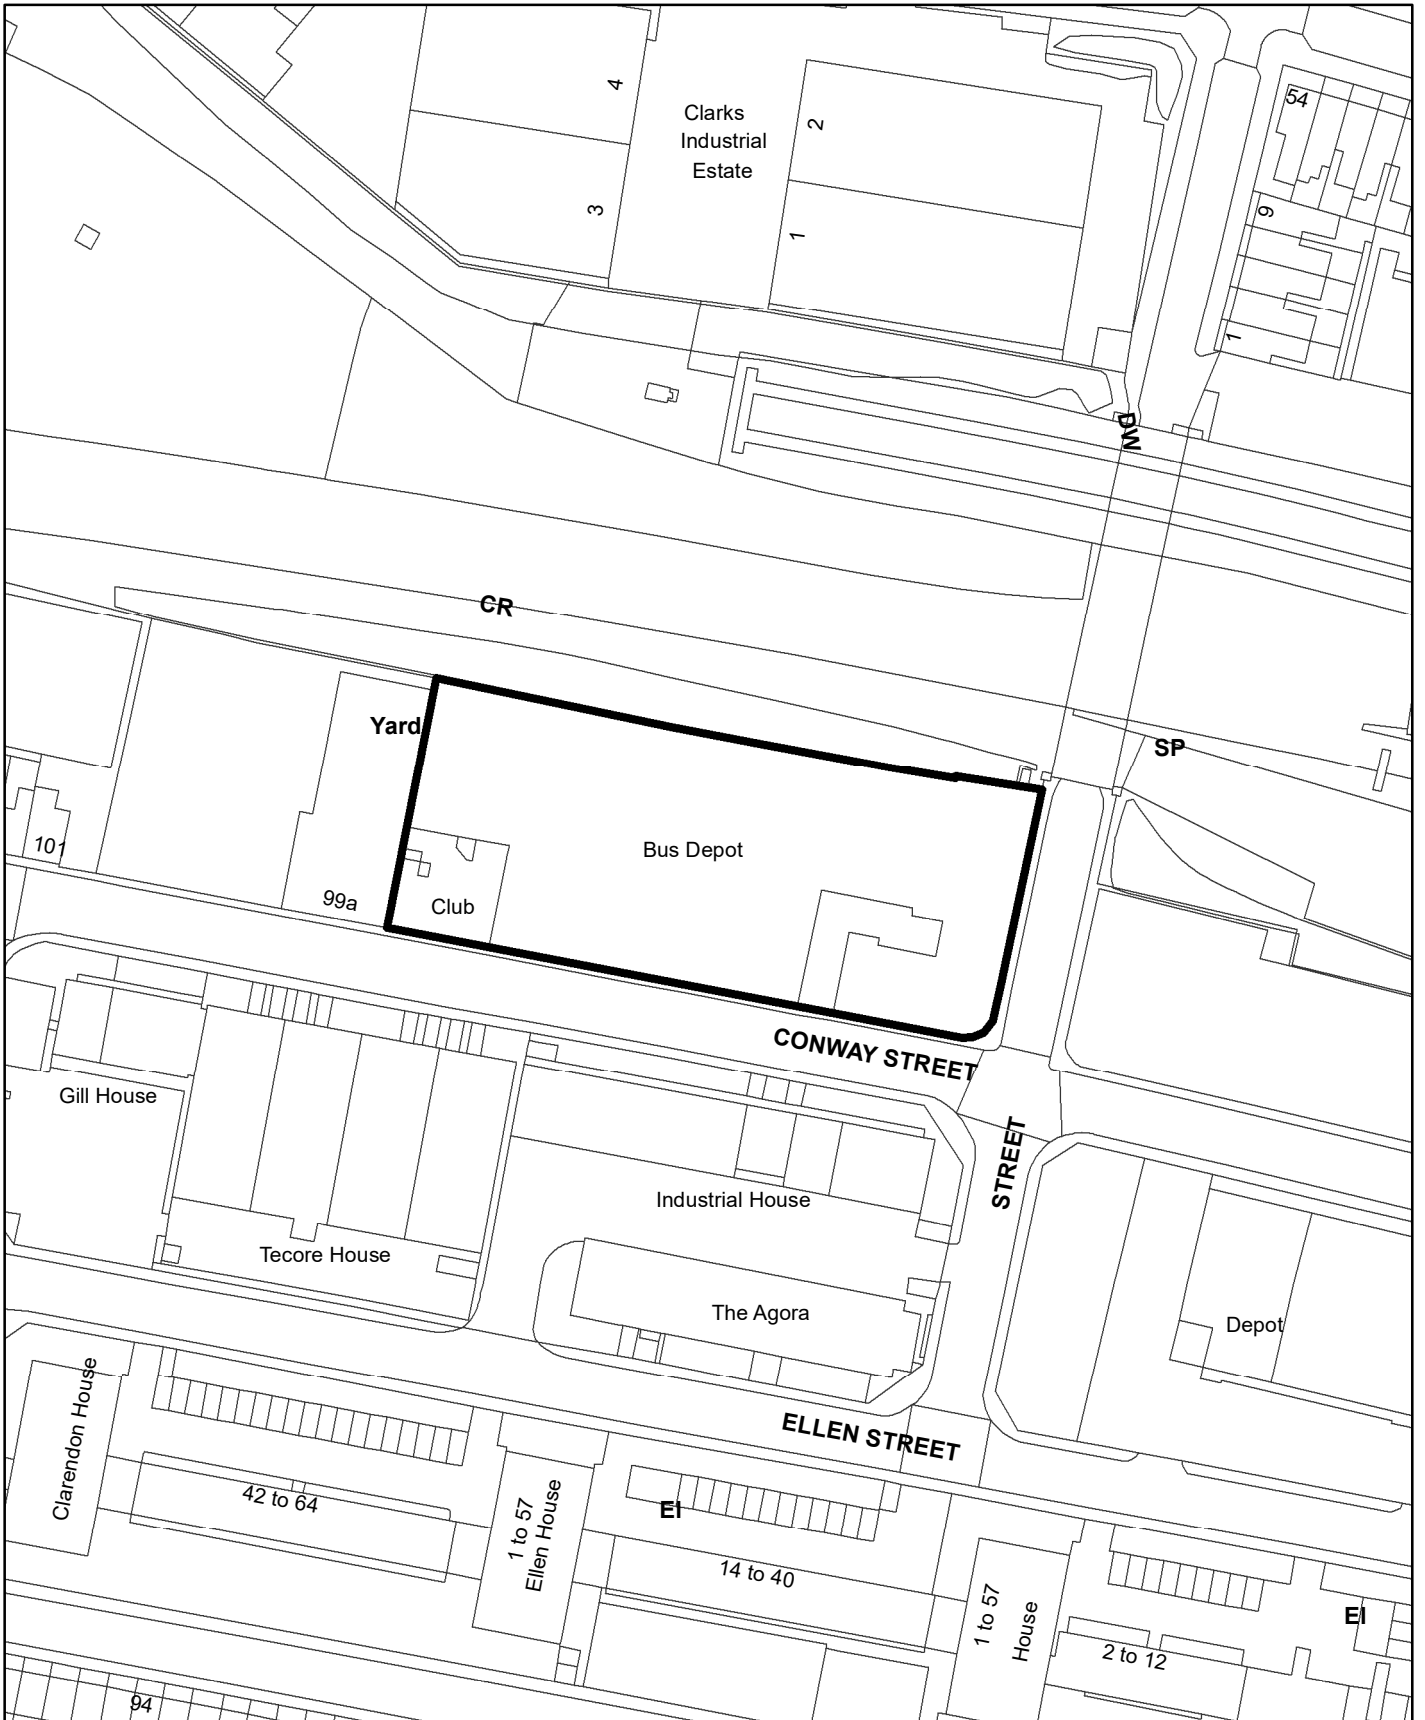 4
Clarks
Industrial
Estate
2
54
3
1
9
1
DW
CR
Yard
SP
101
Bus Depot
99a
Club
CONWAY STREET
Gill House
STREET
Industrial House
Tecore House
The Agora
Depot
Clarendon House
ELLEN STREET
42 to 64
1 to 57
Ellen House
El
14 to 40
1 to 57
House
El
2 to 12
94